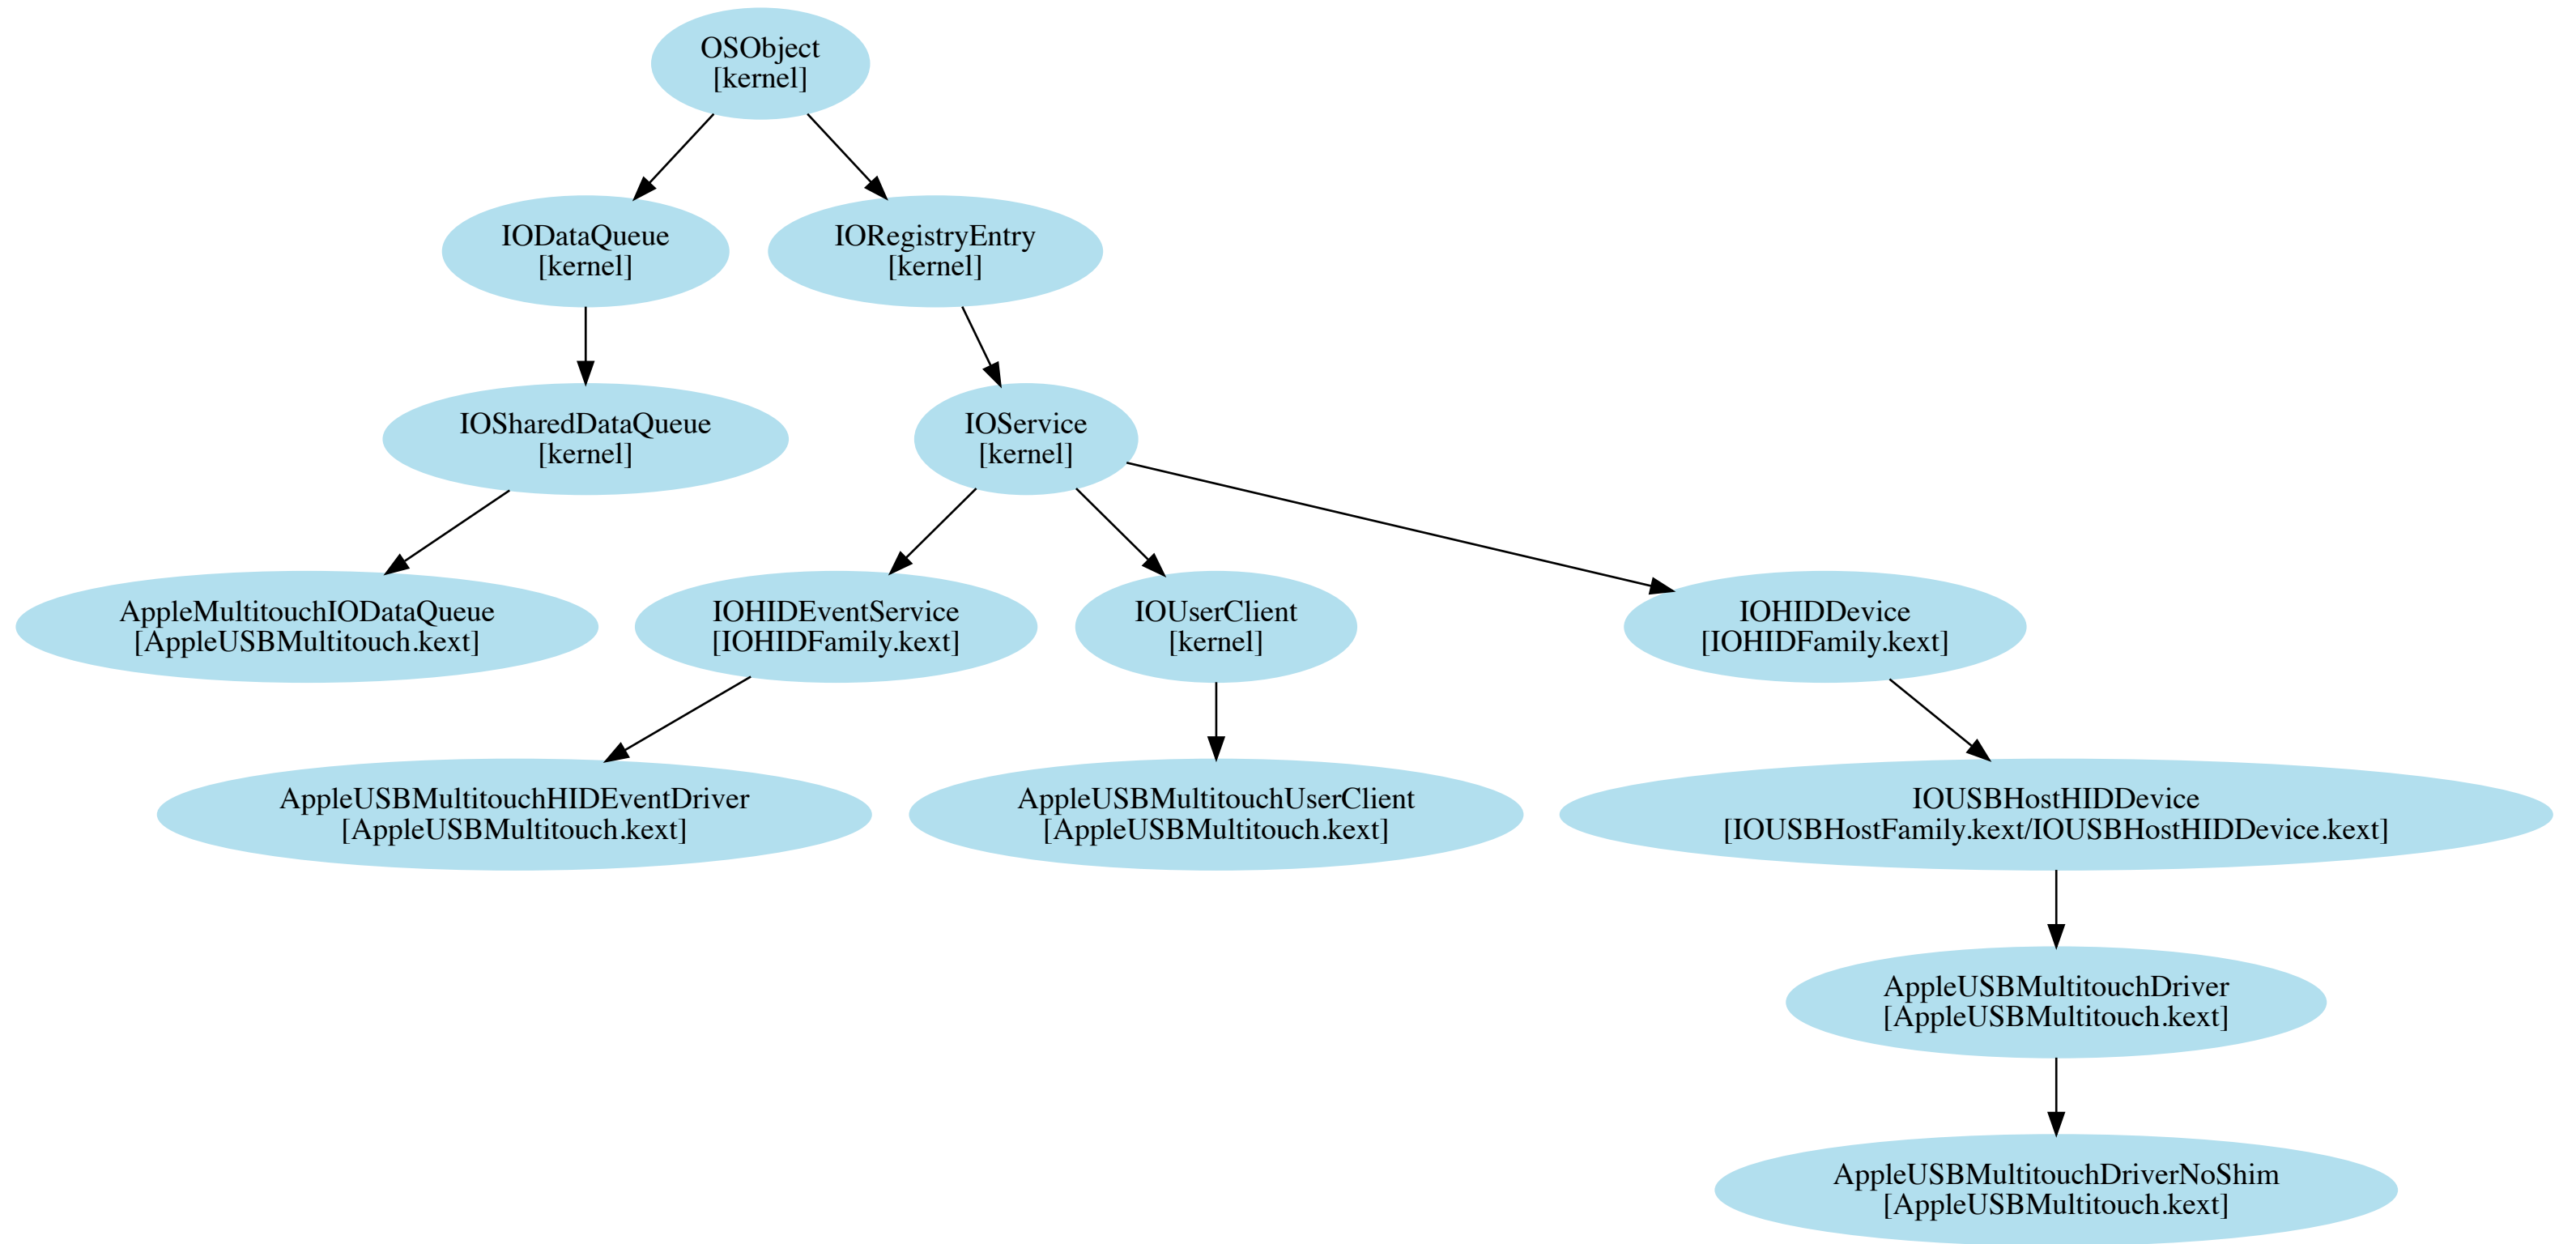 OSObject
[kernel]
IODataQueue
[kernel]
IORegistryEntry
[kernel]
IOSharedDataQueue
[kernel]
IOService
[kernel]
AppleMultitouchIODataQueue
[AppleUSBMultitouch.kext]
IOHIDEventService
[IOHIDFamily.kext]
IOUserClient
[kernel]
IOHIDDevice
[IOHIDFamily.kext]
AppleUSBMultitouchHIDEventDriver
[AppleUSBMultitouch.kext]
AppleUSBMultitouchUserClient
[AppleUSBMultitouch.kext]
IOUSBHostHIDDevice
[IOUSBHostFamily.kext/IOUSBHostHIDDevice.kext]
AppleUSBMultitouchDriver
[AppleUSBMultitouch.kext]
AppleUSBMultitouchDriverNoShim
[AppleUSBMultitouch.kext]